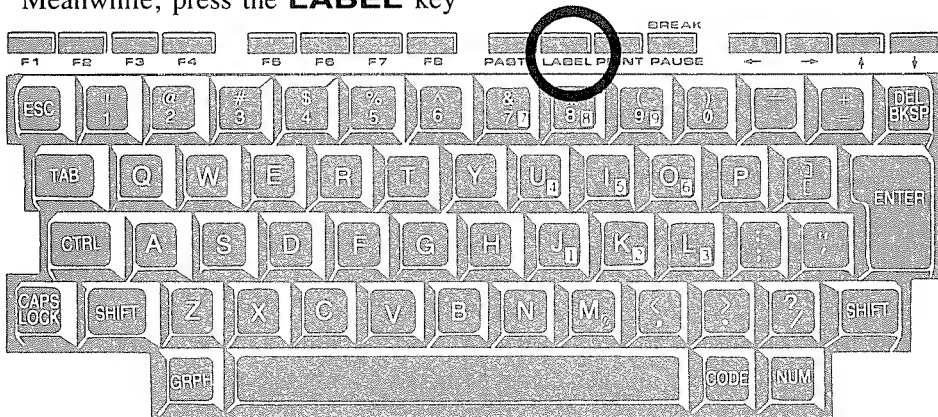 Meanwhile, press the LABEL key
BREAK
F1 F2 F3 F4 F5 F6 F7 F8 PASTE LABEL PRINT PAUSE ← → ↑ ↓
ESC ! 1 @ 2 # 3 $ 4 % 5 ^ 6 & 7 7 8 8 ( 9 9 ) 0 _ + = DEL BKSP
TAB Q W E R T Y U 4 I 5 O 6 P ] [ ENTER
CTRL A S D F G H J 1 K 2 L 3 : ; " '
CAPS LOCK SHIFT Z X C V B N M 0 < , > . ? / SHIFT
GRPH CODE NUM